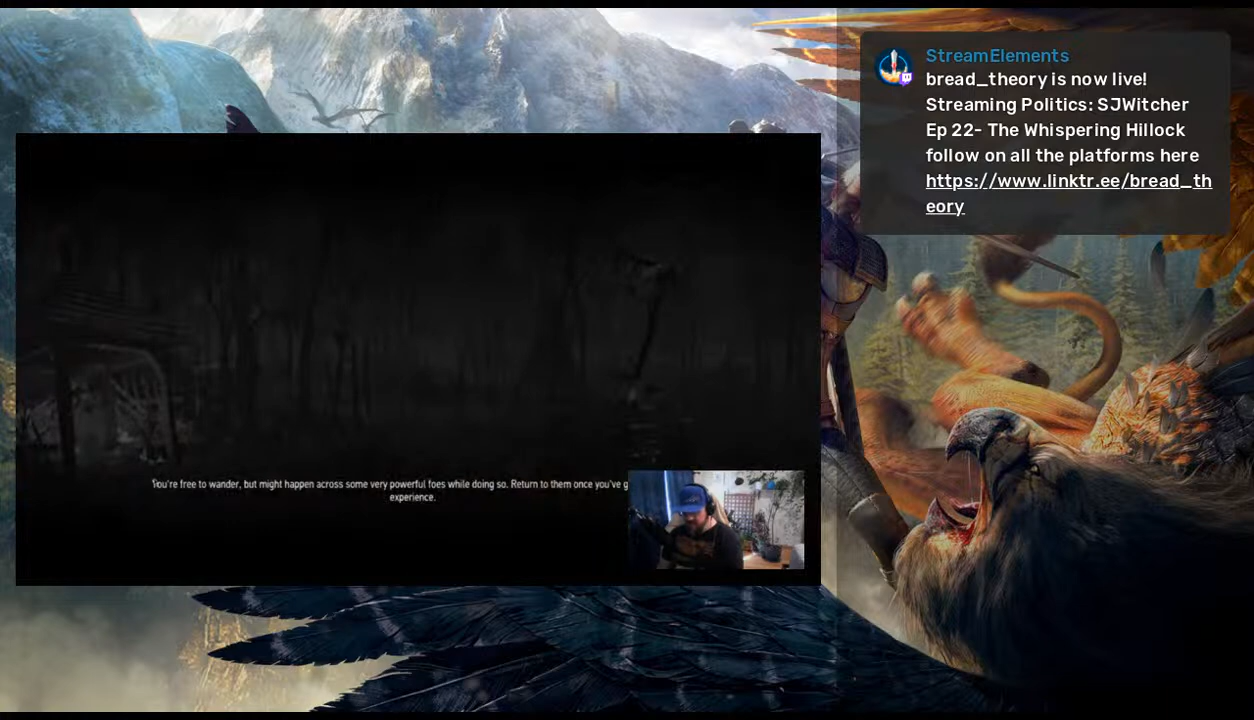 StreamElements
bread_theory is now live!
Streaming Politics: SJWitcher
Ep 22- The Whispering Hillock
follow on all the platforms here
https://www.linktr.ee/bread_th
eory
You're free to wander, but might happen across some very powerful foes while doing so. Return to them once you've g
experience.